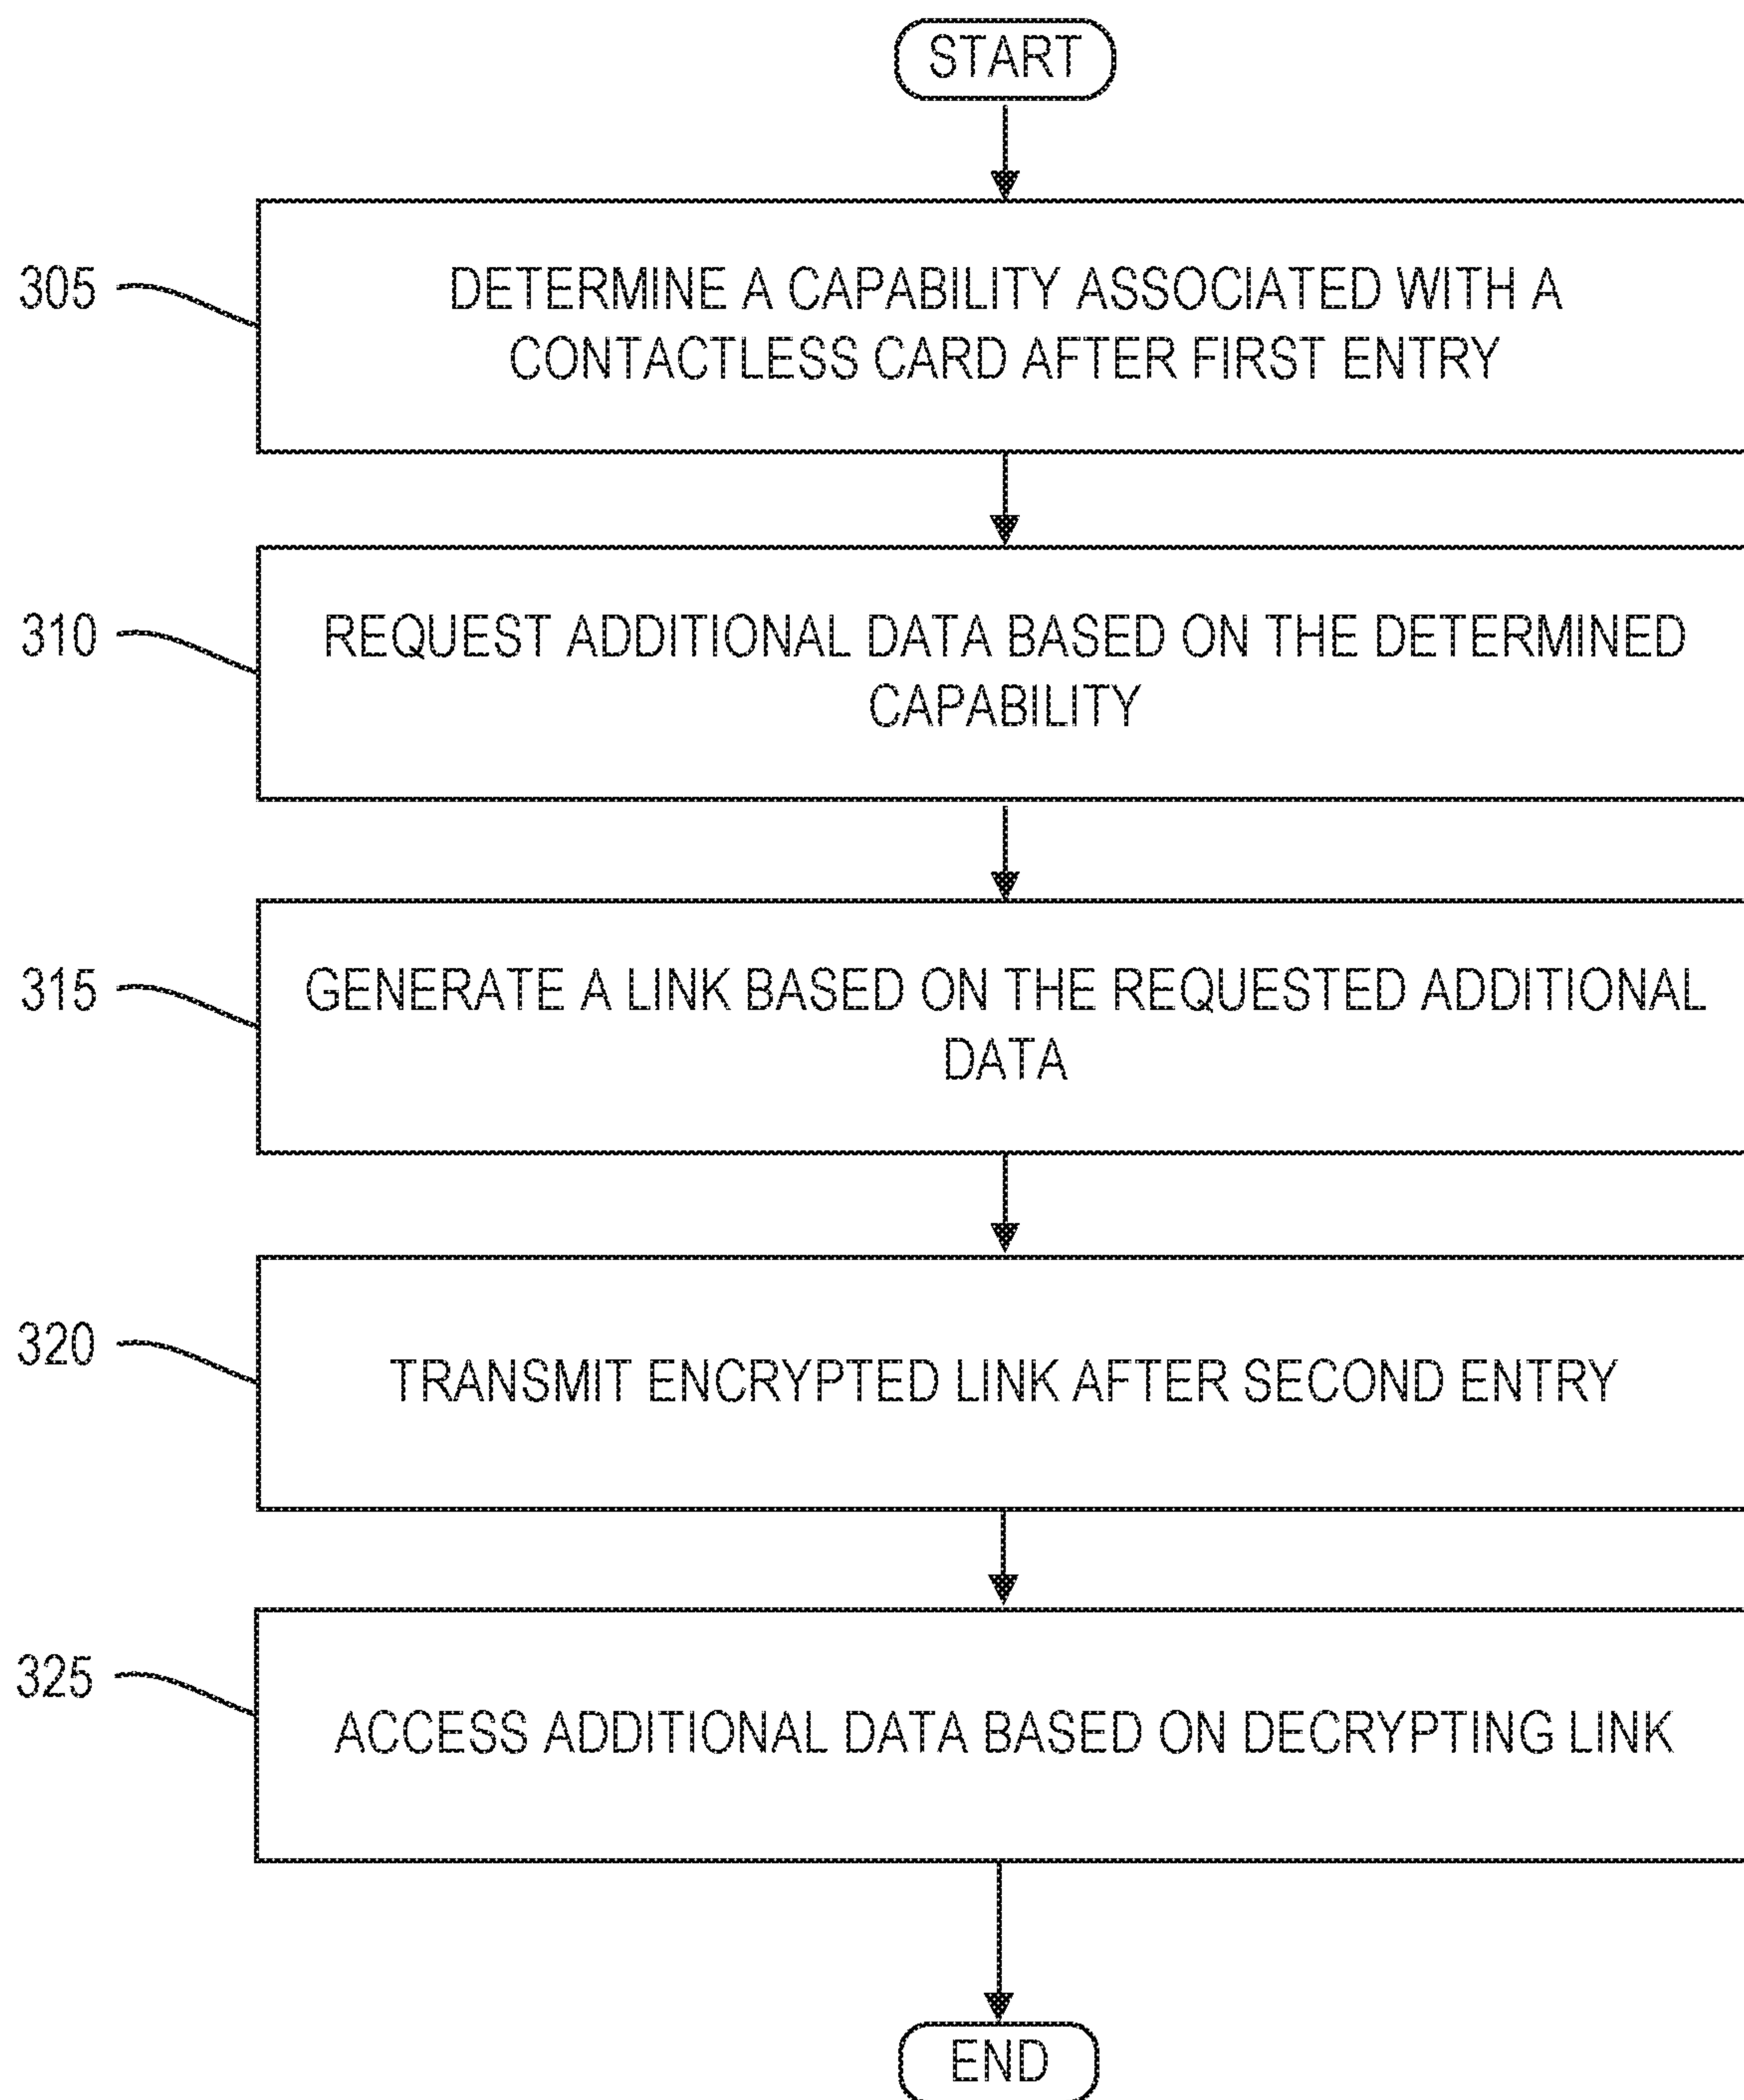 START
305
DETERMINE A CAPABILITY ASSOCIATED WITH A
CONTACTLESS CARD AFTER FIRST ENTRY
310
REQUEST ADDITIONAL DATA BASED ON THE DETERMINED
CAPABILITY
315
GENERATE A LINK BASED ON THE REQUESTED ADDITIONAL
DATA
320
TRANSMIT ENCRYPTED LINK AFTER SECOND ENTRY
325
ACCESS ADDITIONAL DATA BASED ON DECRYPTING LINK
END